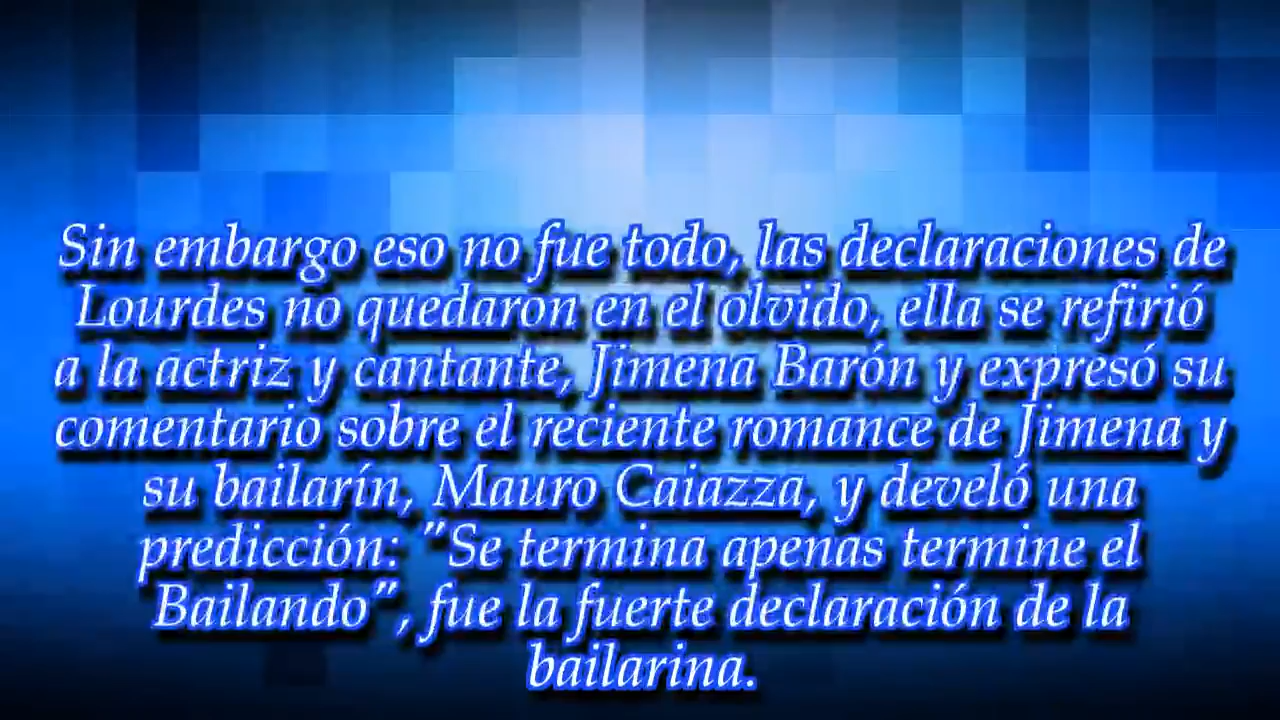 Sin embargo eso no fue todo, las declaraciones de
Lourdes no quedaron en el olvido, ella se refirió
a la actriz y cantante, Jimena Barón y expresó su
comentario sobre el reciente romance de Jimena y
su bailarín, Mauro Caiazza, y develó una
predicción: "Se termina apenas termine el
Bailando", fue la fuerte declaración de la
bailarina.